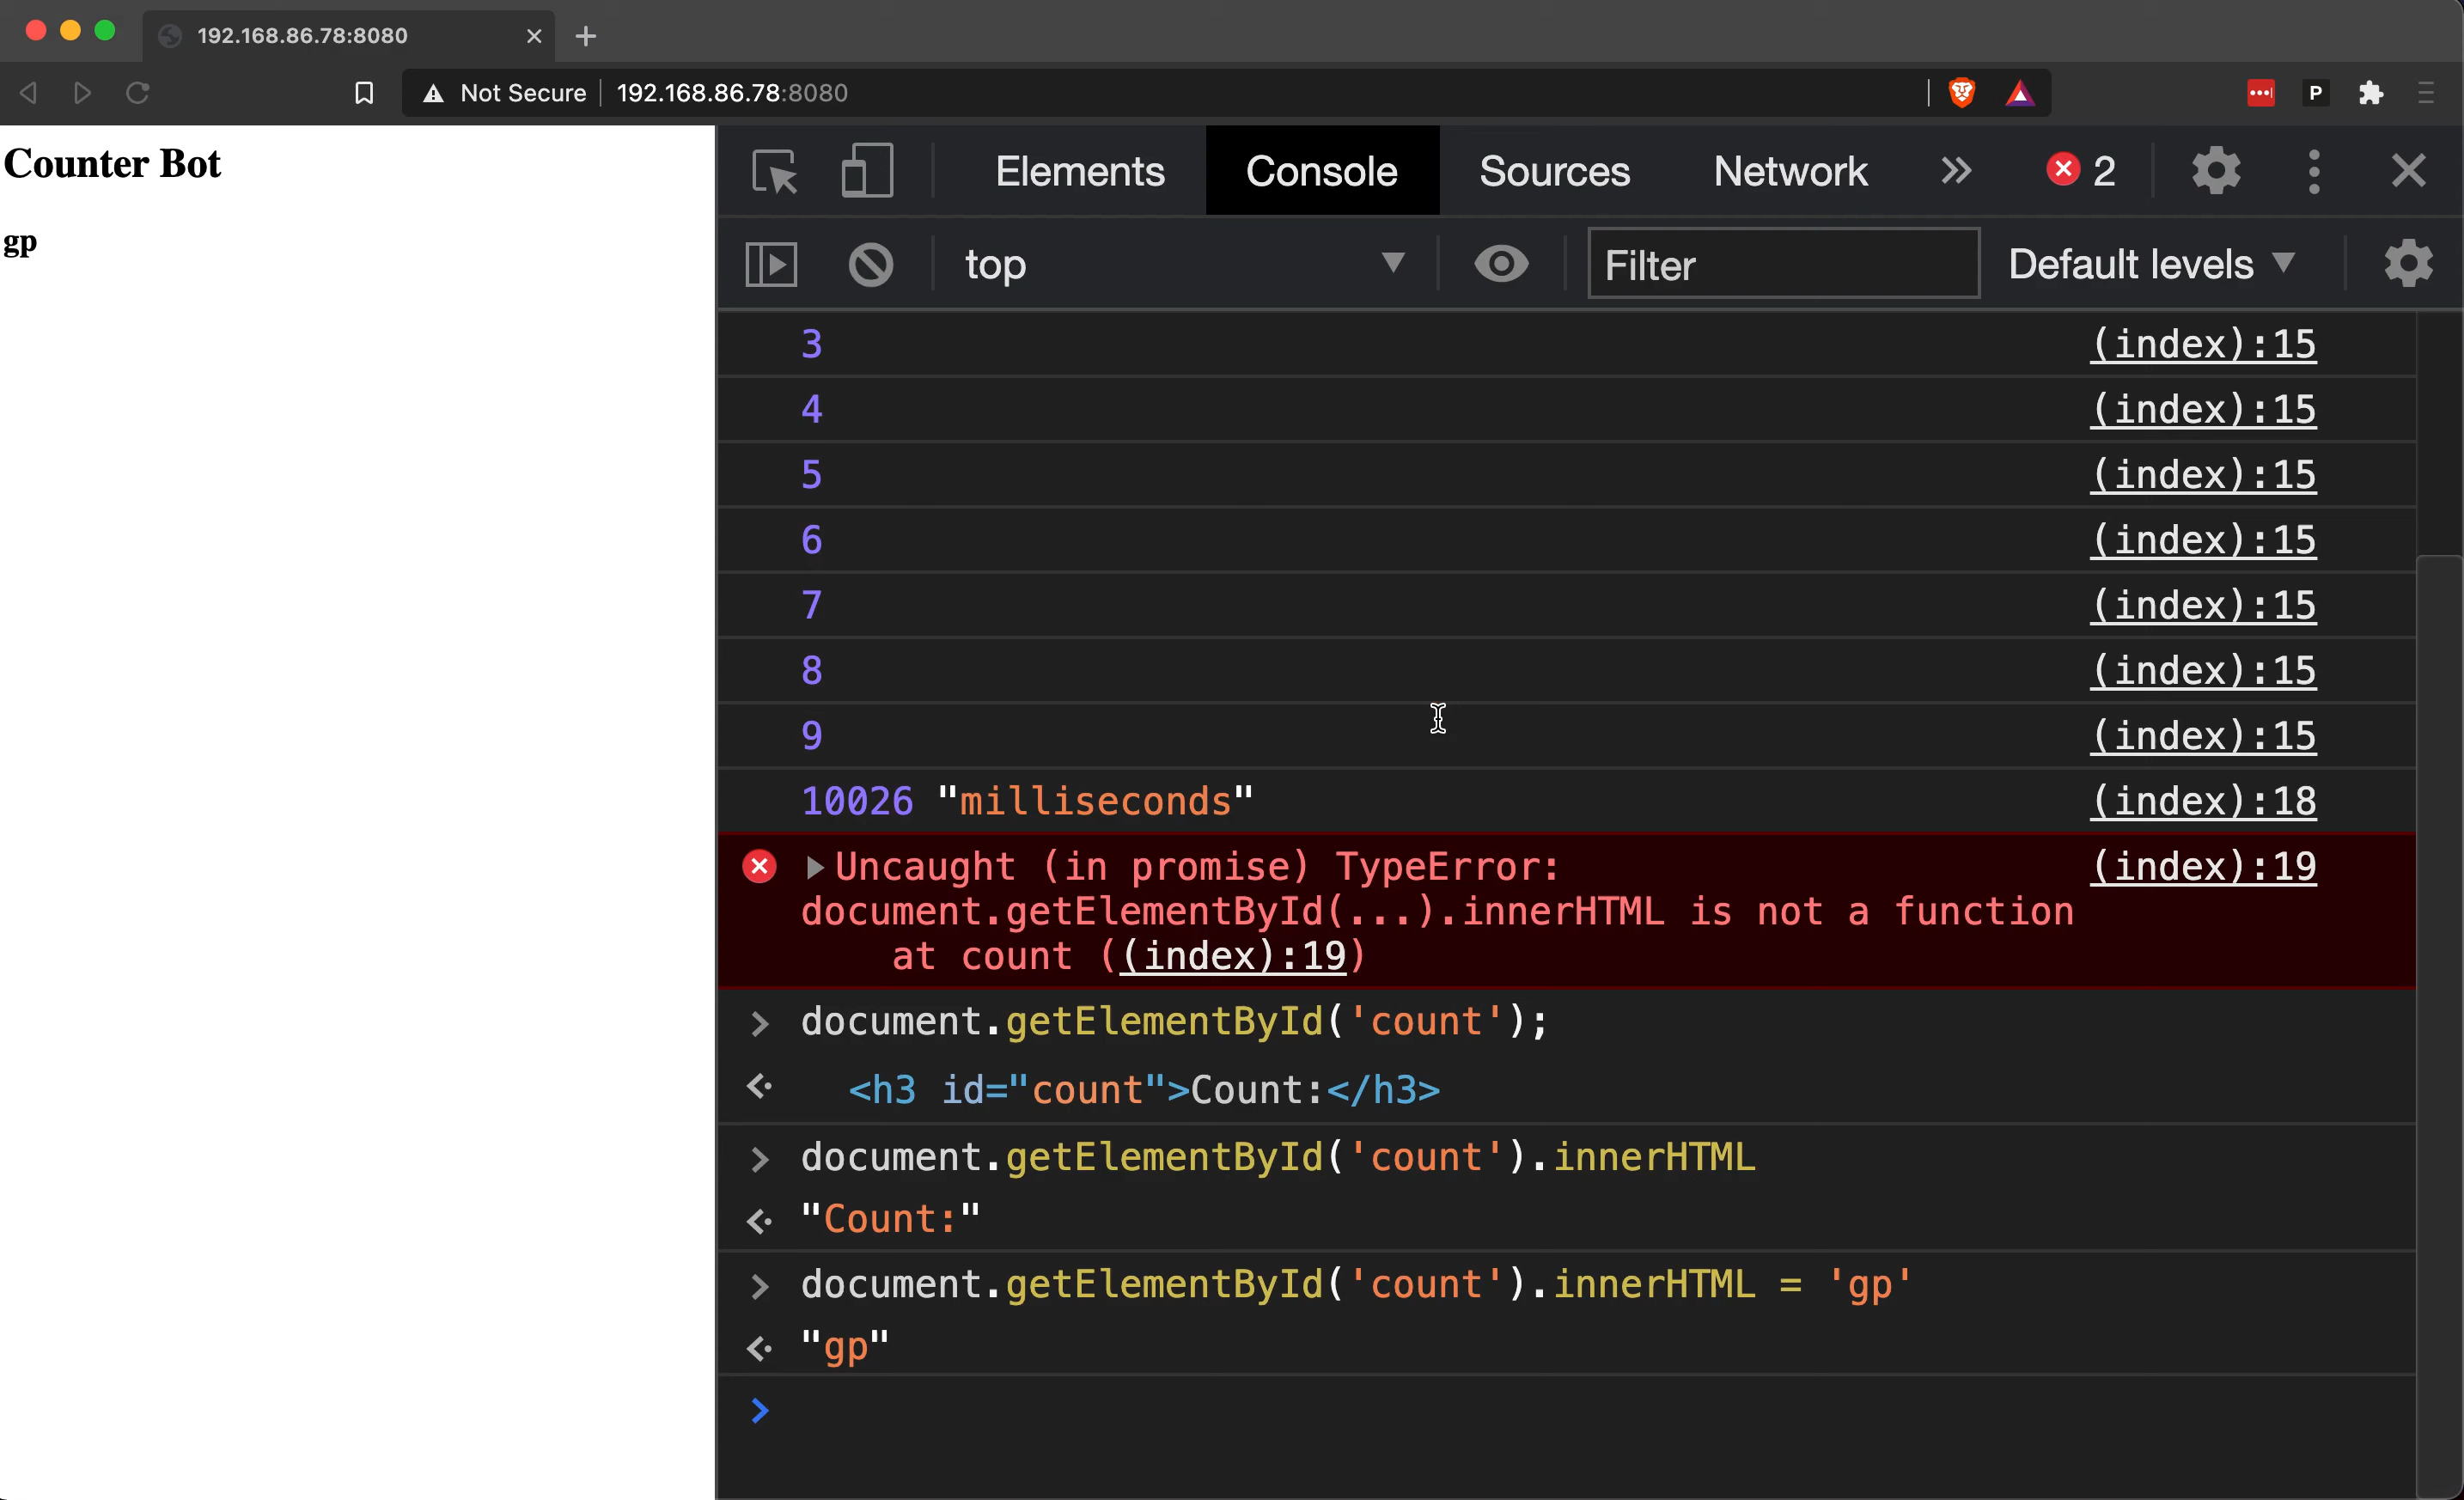 192.168.86.78:8080
Not Secure 192.168.86.78:8080
P
Counter Bot
gp
Elements Console Sources Network 2
top Filter Default levels
3 (index):15
4 (index):15
5 (index):15
6 (index):15
7 (index):15
8 (index):15
9 (index):15
10026 "milliseconds" (index):18
Uncaught (in promise) TypeError: (index):19
document.getElementById(...).innerHTML is not a function
at count ((index):19)
document.getElementById('count');
<h3 id="count">Count:</h3>
document.getElementById('count').innerHTML
"Count:"
document.getElementById('count').innerHTML = 'gp'
"gp"